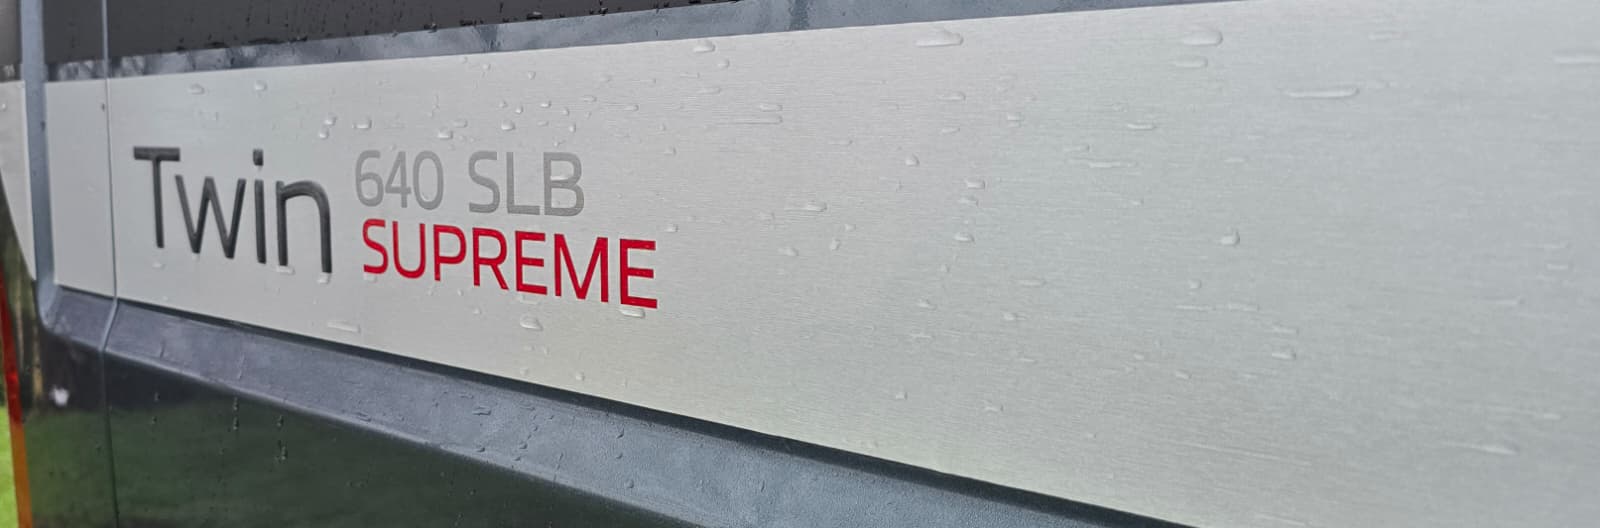 Twin 640 SLB
SUPREME